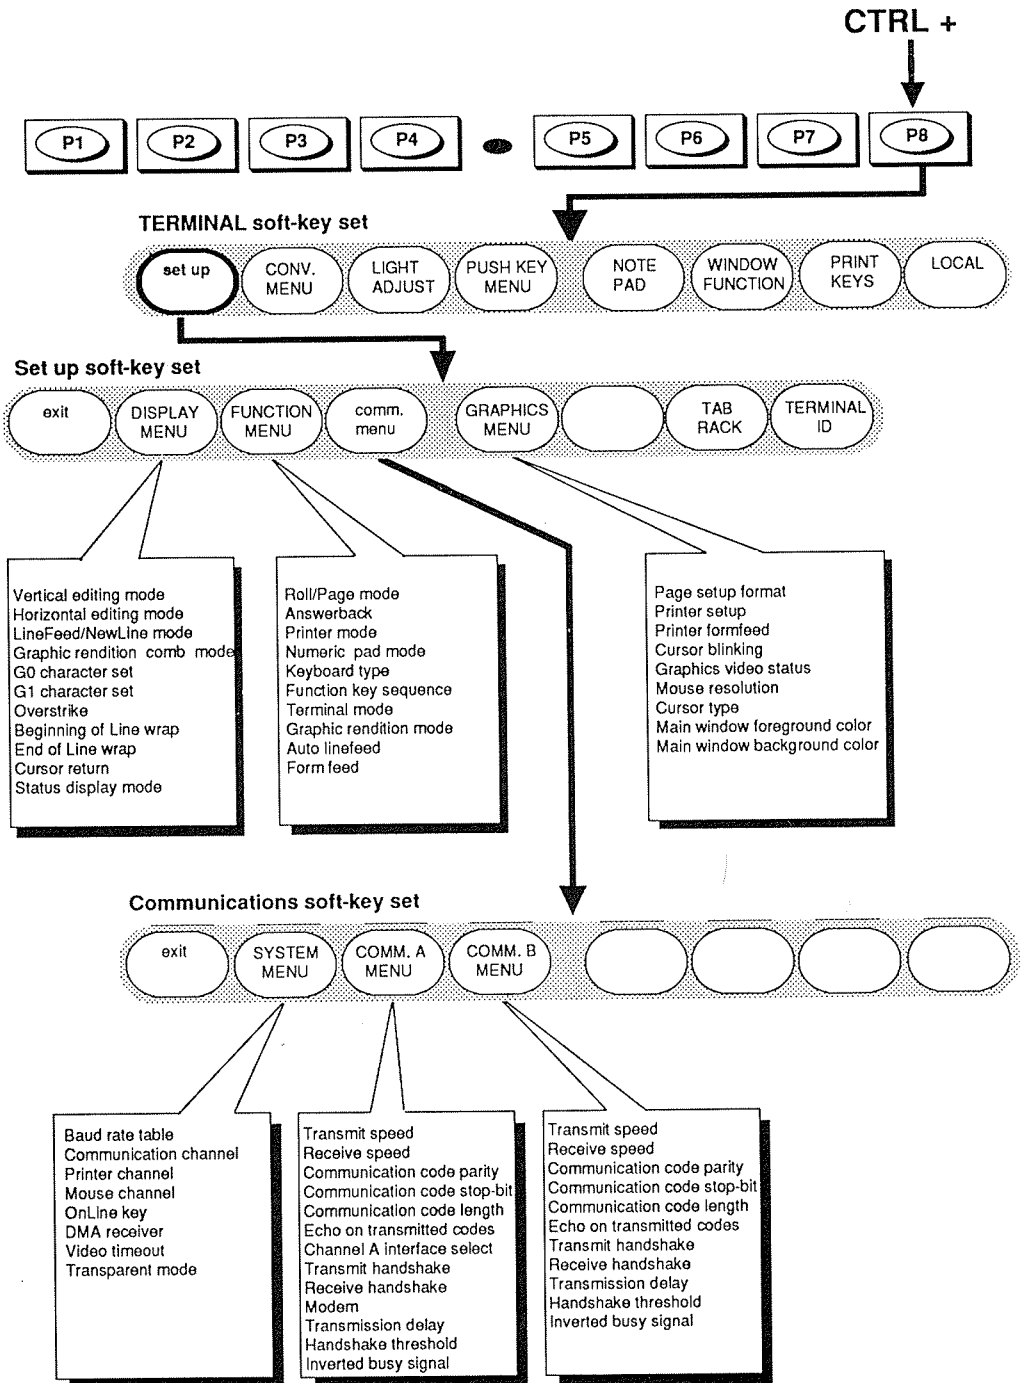 CTRL +
P1
P2
P3
P4
P5
P6
P7
P8
TERMINAL soft-key set
set up
CONV.
MENU
LIGHT
ADJUST
PUSH KEY
MENU
NOTE
PAD
WINDOW
FUNCTION
PRINT
KEYS
LOCAL
Set up soft-key set
exit
DISPLAY
MENU
FUNCTION
MENU
comm.
menu
GRAPHICS
MENU
TAB
RACK
TERMINAL
ID
Vertical editing mode
Horizontal editing mode
LineFeed/NewLine mode
Graphic rendition comb mode
G0 character set
G1 character set
Overstrike
Beginning of Line wrap
End of Line wrap
Cursor return
Status display mode
Roll/Page mode
Answerback
Printer mode
Numeric pad mode
Keyboard type
Function key sequence
Terminal mode
Graphic rendition mode
Auto linefeed
Form feed
Page setup format
Printer setup
Printer formfeed
Cursor blinking
Graphics video status
Mouse resolution
Cursor type
Main window foreground color
Main window background color
Communications soft-key set
exit
SYSTEM
MENU
COMM. A
MENU
COMM. B
MENU
Baud rate table
Communication channel
Printer channel
Mouse channel
OnLine key
DMA receiver
Video timeout
Transparent mode
Transmit speed
Receive speed
Communication code parity
Communication code stop-bit
Communication code length
Echo on transmitted codes
Channel A interface select
Transmit handshake
Receive handshake
Modem
Transmission delay
Handshake threshold
Inverted busy signal
Transmit speed
Receive speed
Communication code parity
Communication code stop-bit
Communication code length
Echo on transmitted codes
Transmit handshake
Receive handshake
Transmission delay
Handshake threshold
Inverted busy signal